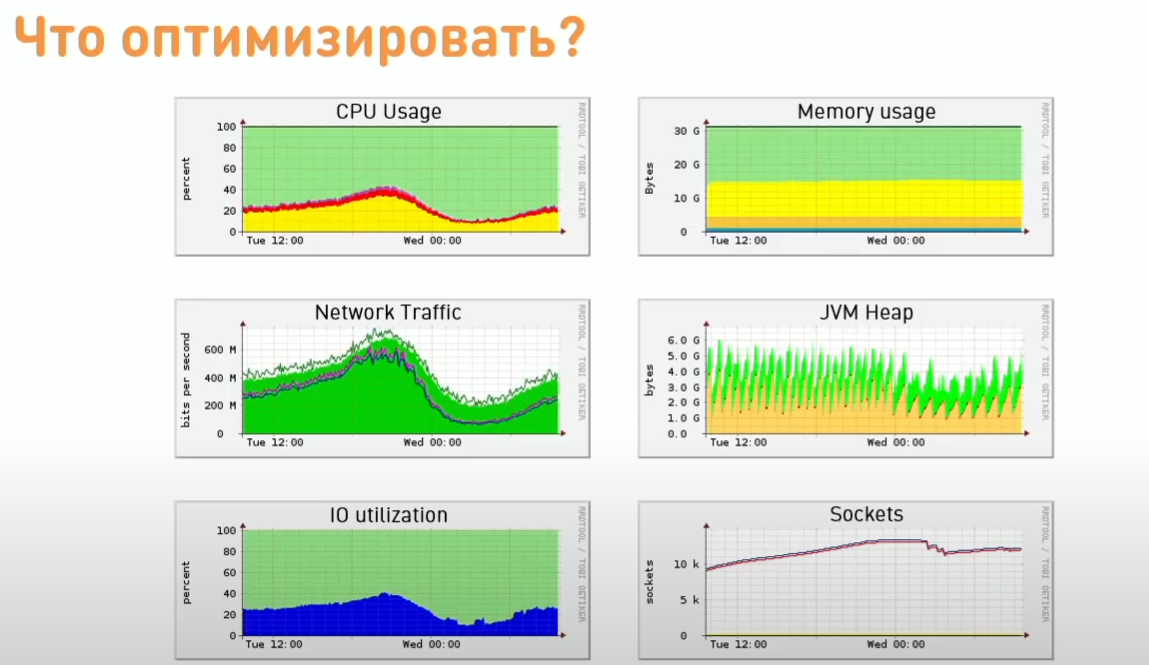 Что оптимизировать?
CPU Usage
percent
100
80
60
40
20
0
Tue 12:00 Wed 00:00
RRDTOOL / TOBI OETIKER
Memory usage
Bytes
30 G
20 G
10 G
0
Tue 12:00 Wed 00:00
RRDTOOL / TOBI OETIKER
Network Traffic
bits per second
600 M
400 M
200 M
0
Tue 12:00 Wed 00:00
RRDTOOL / TOBI OETIKER
JVM Heap
bytes
6.0 G
5.0 G
4.0 G
3.0 G
2.0 G
1.0 G
0.0
Tue 12:00 Wed 00:00
RRDTOOL / TOBI OETIKER
IO utilization
percent
100
80
60
40
20
0
Tue 12:00 Wed 00:00
RRDTOOL / TOBI OETIKER
Sockets
sockets
10 k
5 k
0
Tue 12:00 Wed 00:00
RRDTOOL / TOBI OETIKER